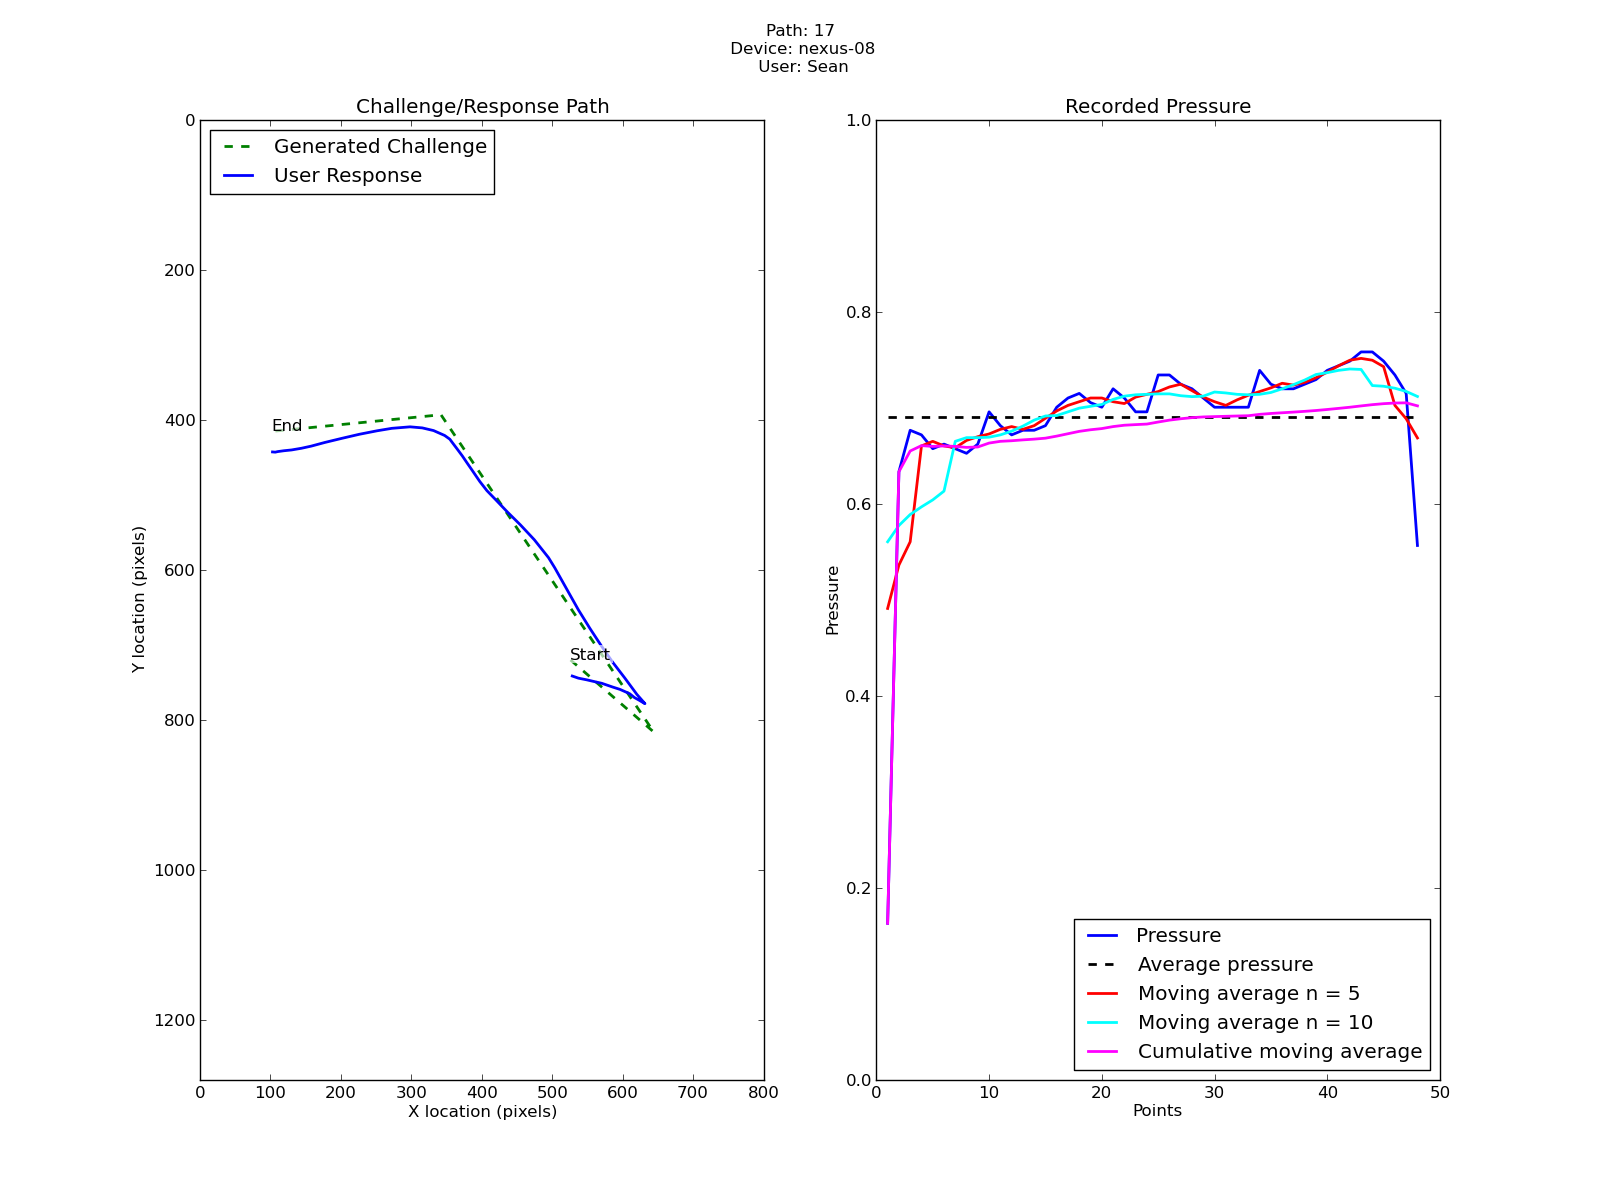 Path: 17
Device: nexus-08
User: Sean
Challenge/Response Path
Generated Challenge
User Response
0
200
400
600
800
1000
1200
Y location (pixels)
End
Start
0 100 200 300 400 500 600 700 800
X location (pixels)
Recorded Pressure
1.0
0.8
0.6
0.4
0.2
0.0
Pressure
Pressure
Average pressure
Moving average n = 5
Moving average n = 10
Cumulative moving average
0 10 20 30 40 50
Points